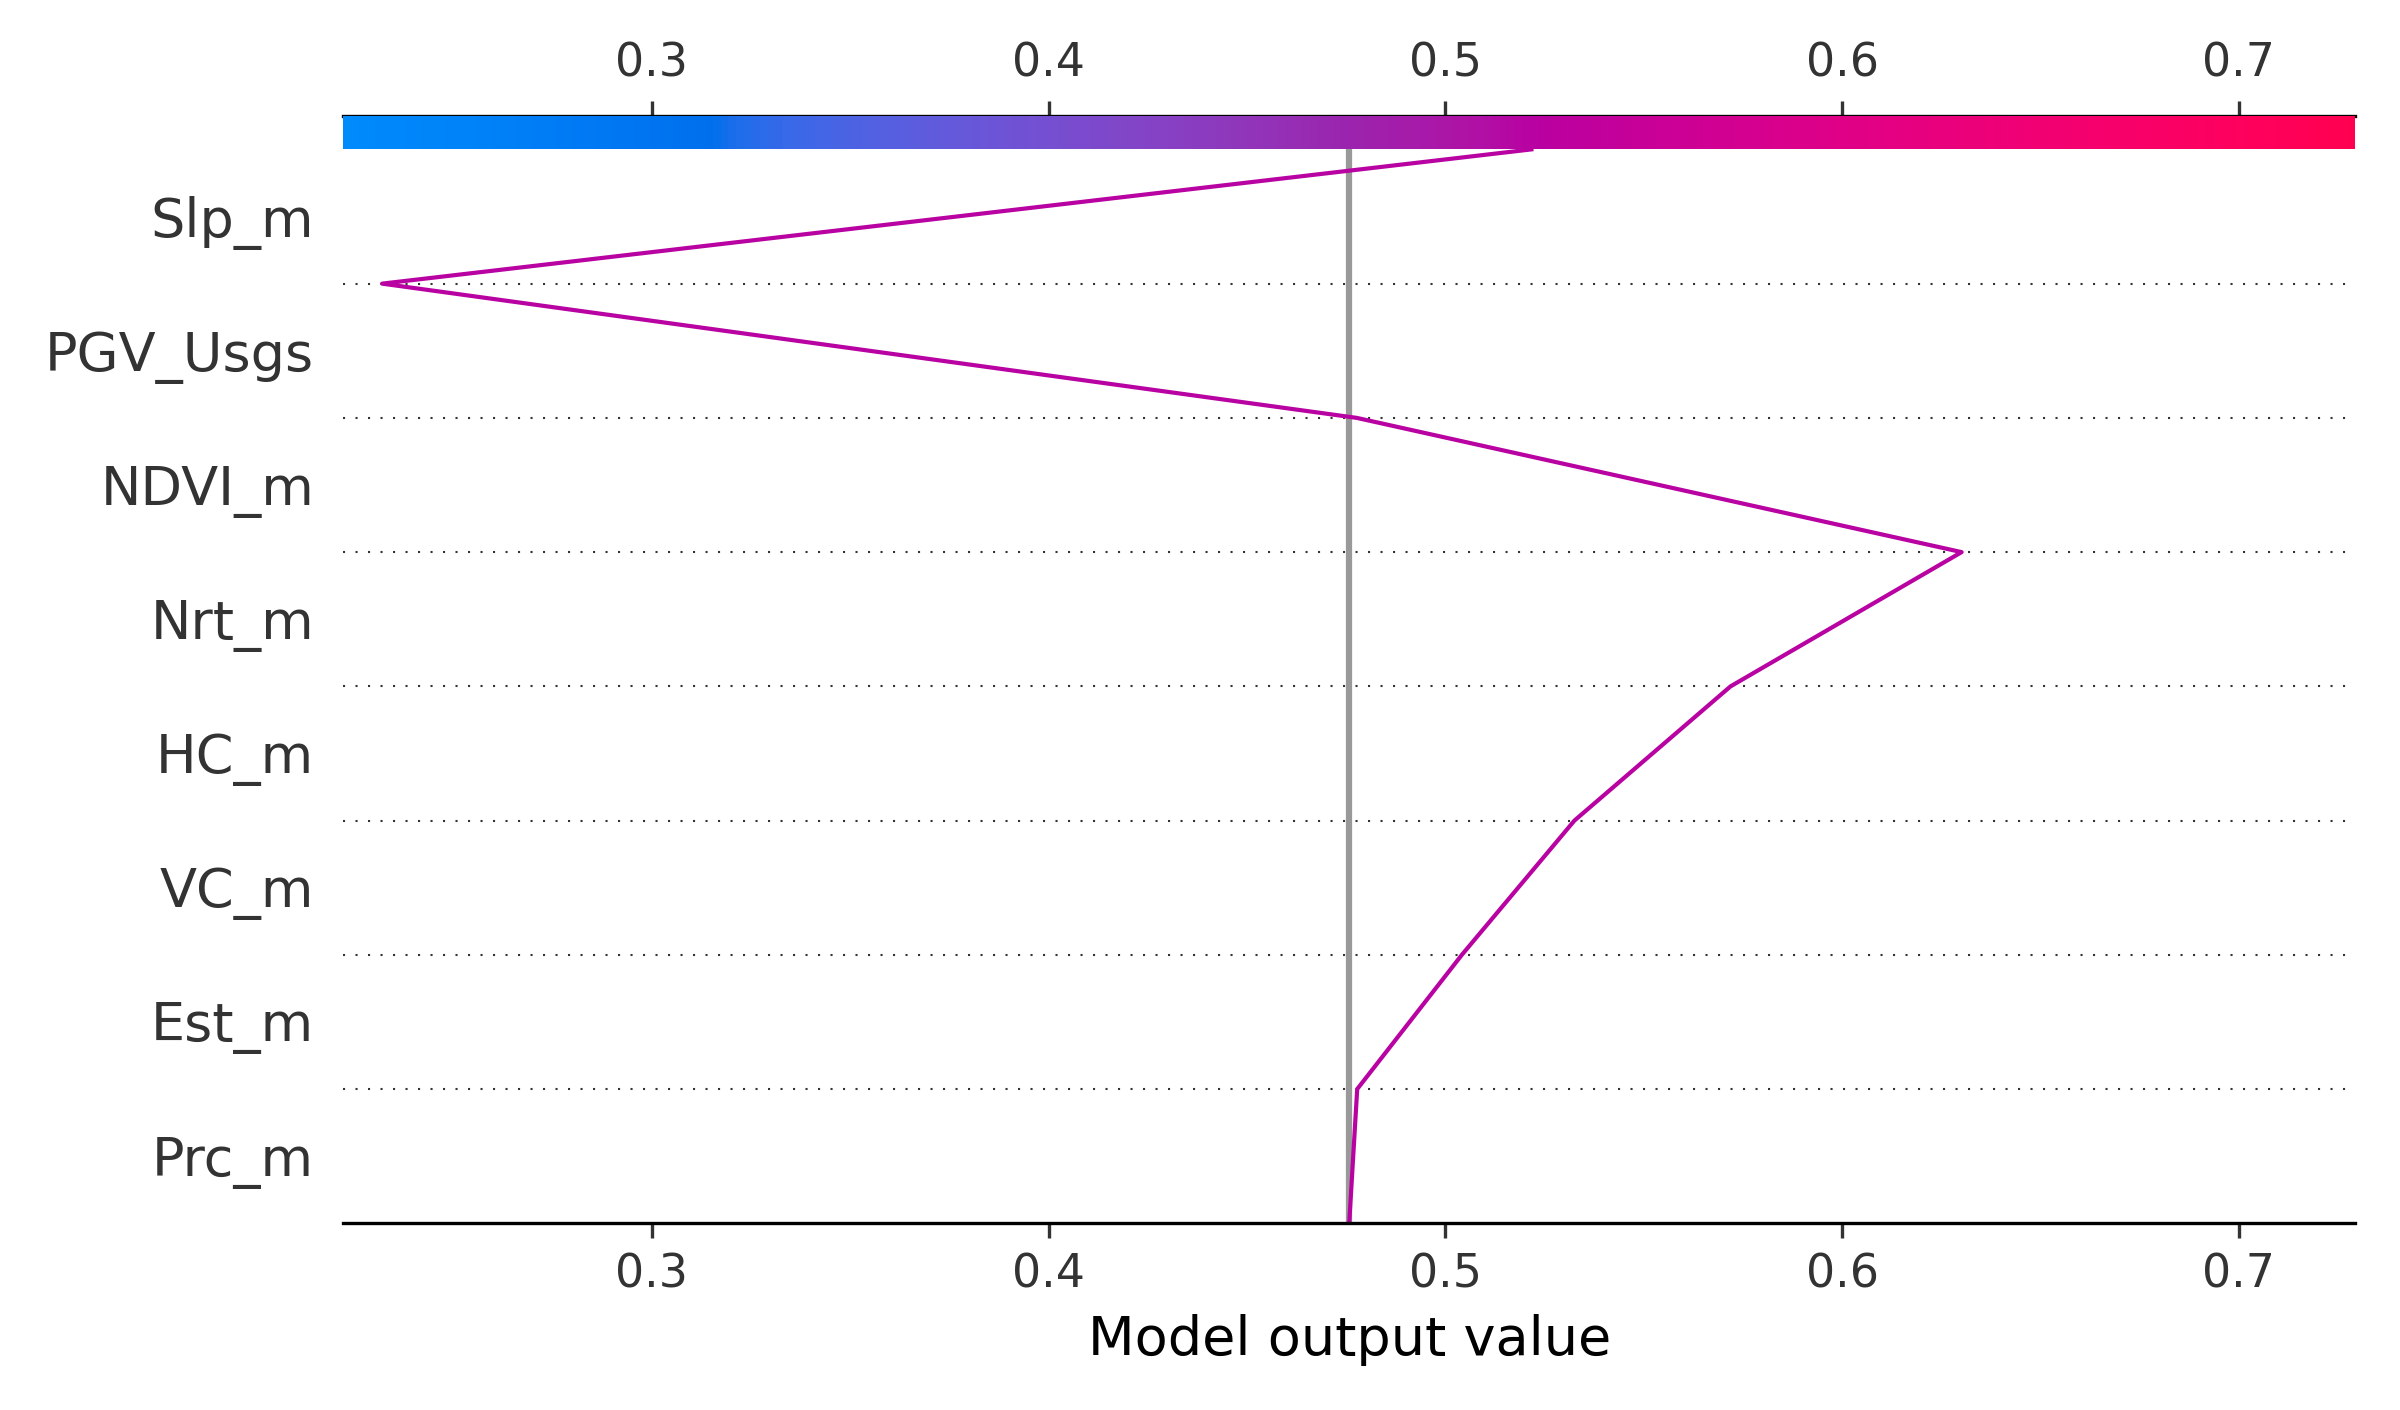 0.3 0.4 0.5 0.6 0.7
Slp_m
PGV_Usgs
NDVI_m
Nrt_m
HC_m
VC_m
Est_m
Prc_m
0.3 0.4 0.5 0.6 0.7
Model output value